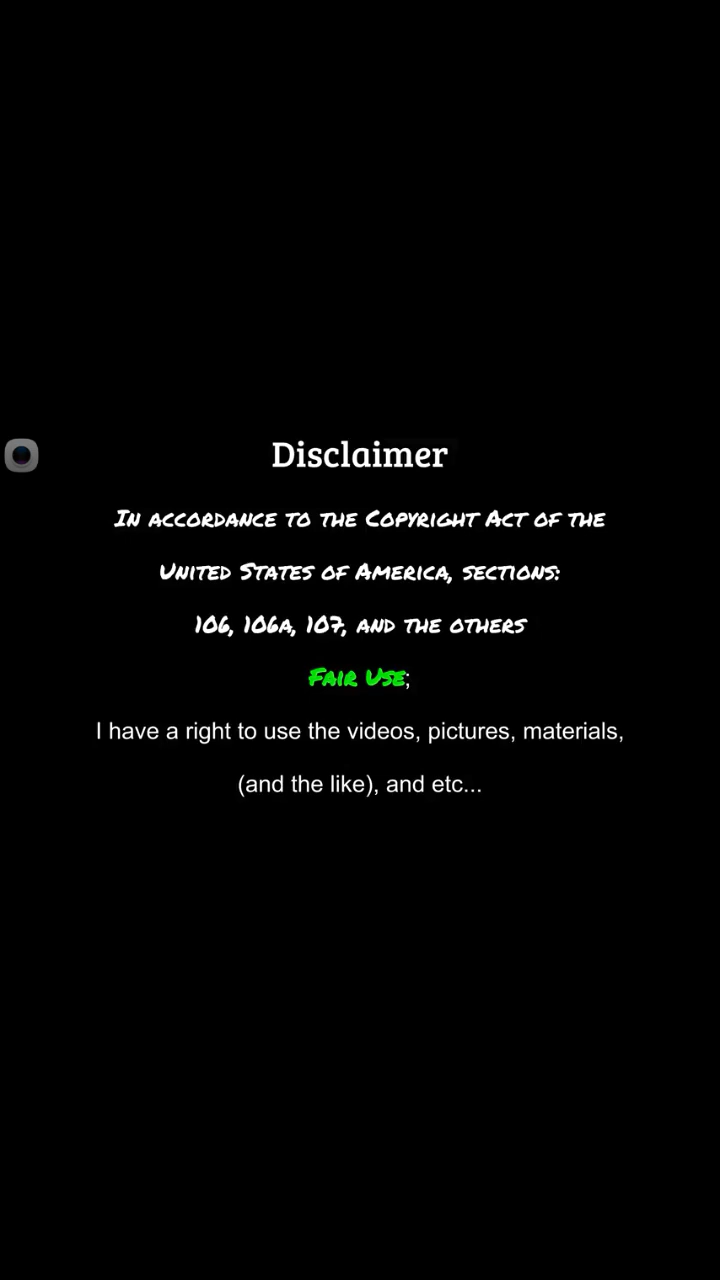 Disclaimer
In accordance to the Copyright Act of the
United States of America, sections:
106, 106a, 107, and the others
Fair Use;
I have a right to use the videos, pictures, materials,
(and the like), and etc...